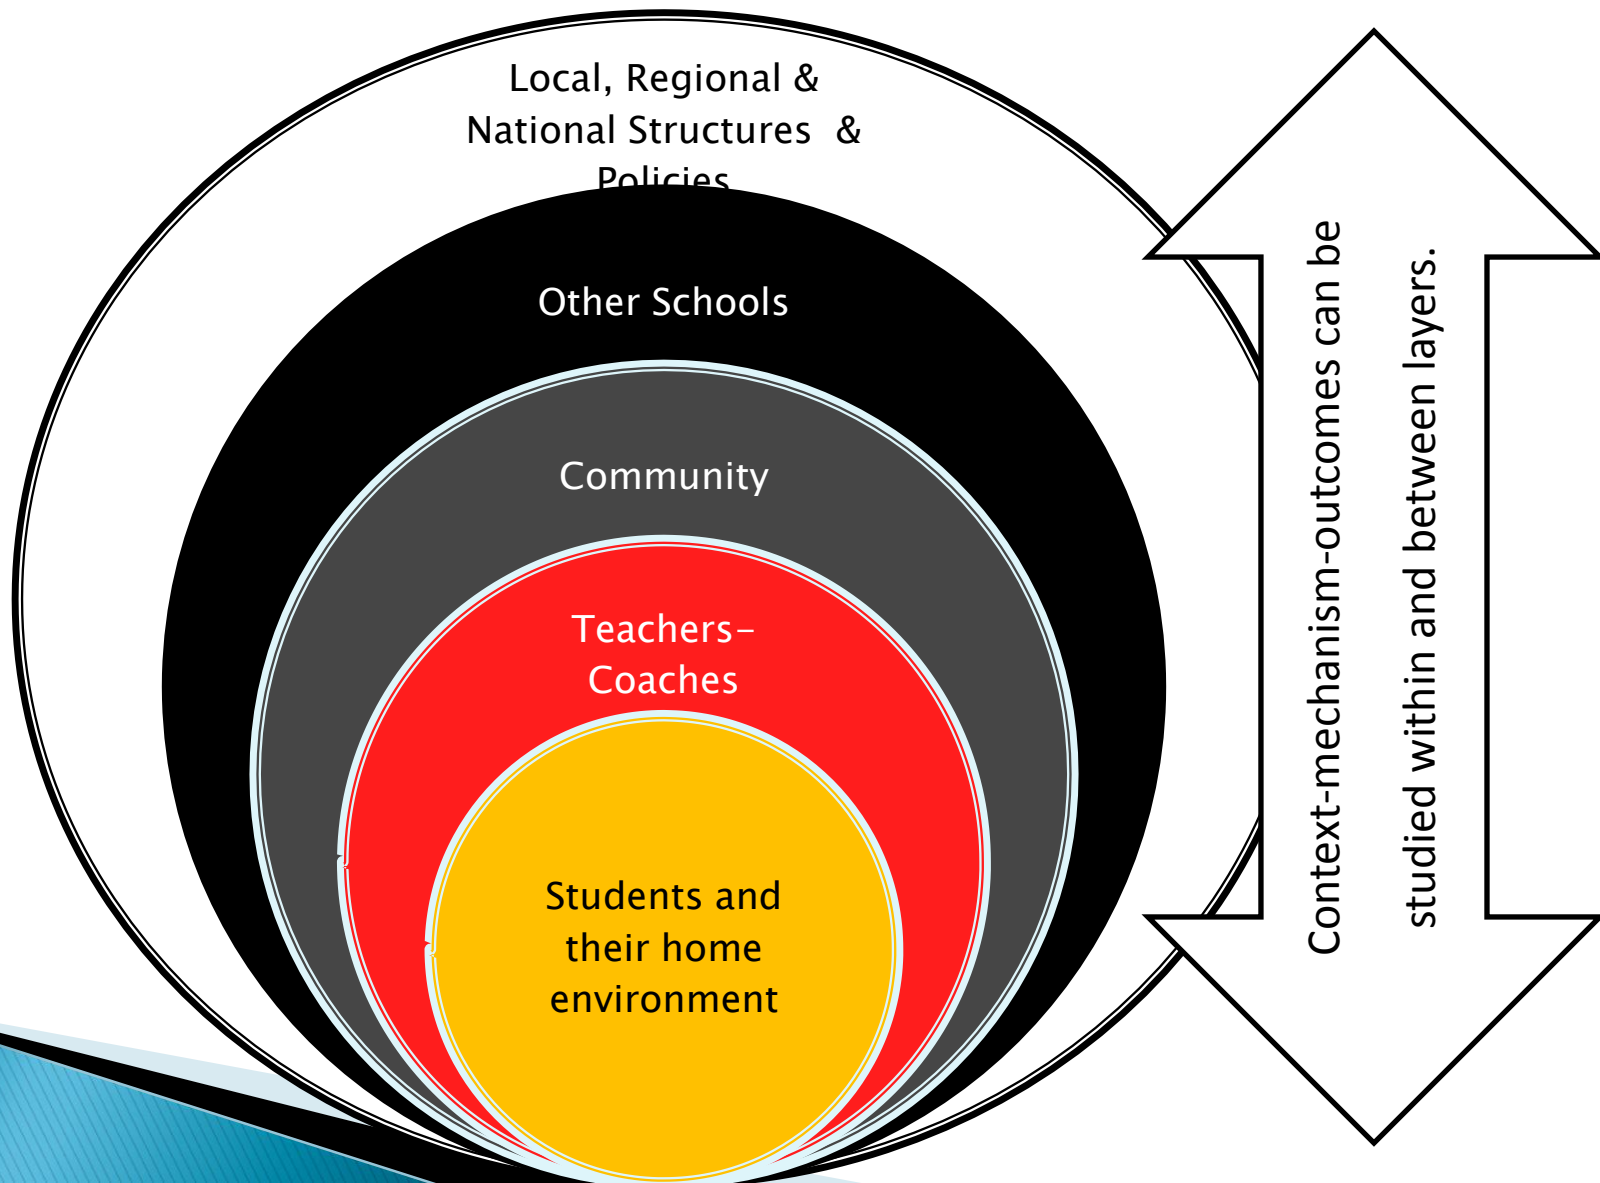 Local, Regional &
National Structures &
Policies
Other Schools
Community
Teachers-
Coaches
Students and
their home
environment
Context-mechanism-outcomes can be
studied within and between layers.